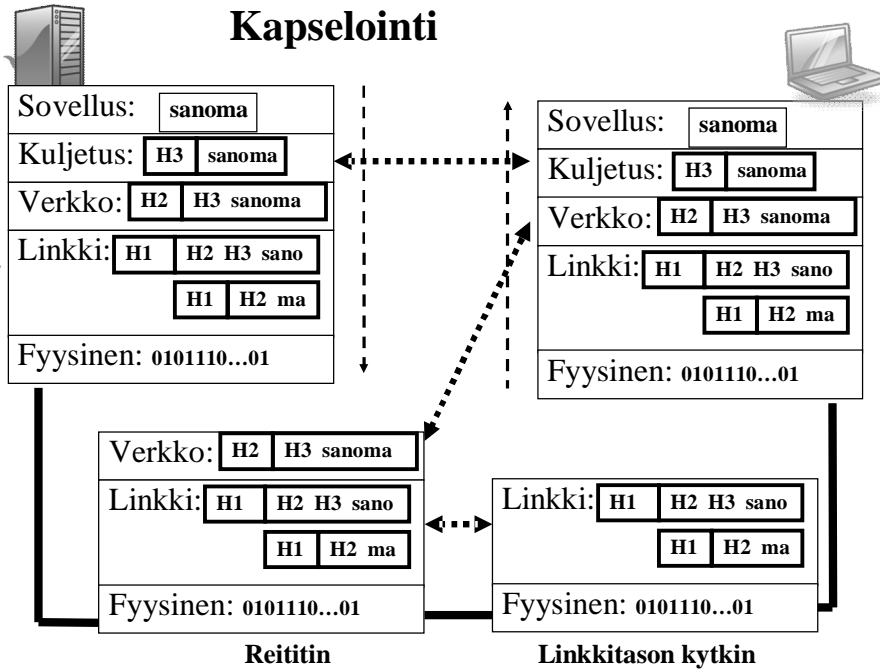 Kapselointi
Sovellus: sanoma
Kuljetus: H3 sanoma
Verkko: H2 H3 sanoma
Linkki: H1 H2 H3 sano
H1 H2 ma
Fyysinen: 0101110...01
Sovellus: sanoma
Kuljetus: H3 sanoma
Verkko: H2 H3 sanoma
Linkki: H1 H2 H3 sano
H1 H2 ma
Fyysinen: 0101110...01
Verkko: H2 H3 sanoma
Linkki: H1 H2 H3 sano
H1 H2 ma
Fyysinen: 0101110...01
Reititin
Linkki: H1 H2 H3 sano
H1 H2 ma
Fyysinen: 0101110...01
Linkkitason kytkin